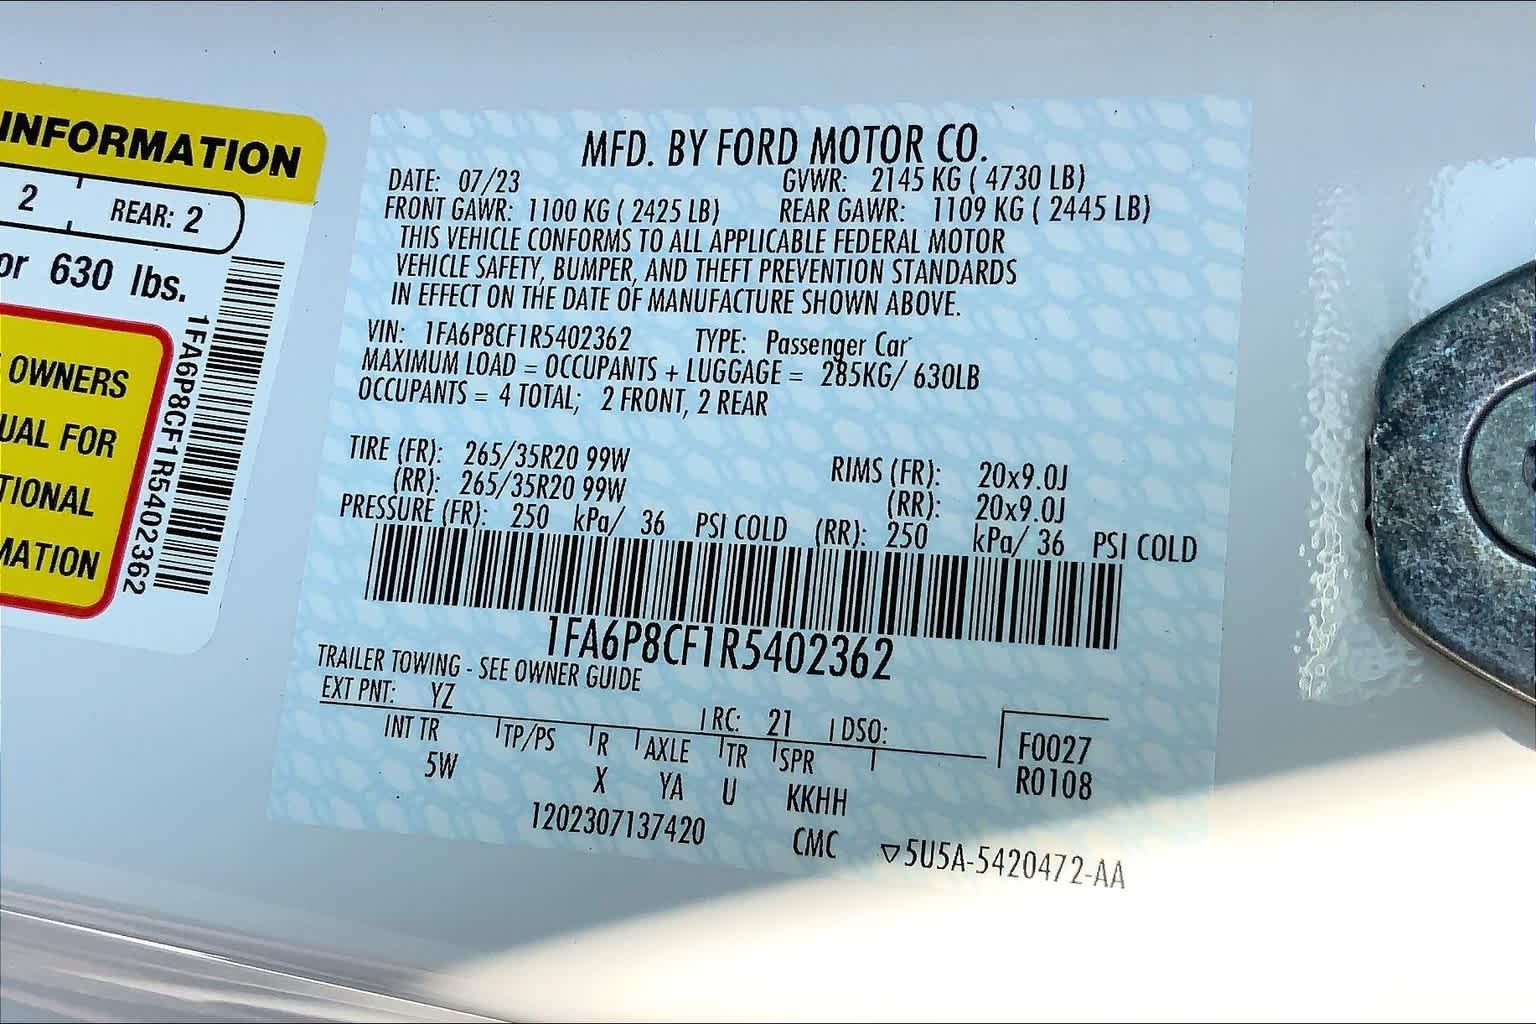 INFORMATION
2 REAR: 2
or 630 lbs.
OWNERS
UAL FOR
TIONAL
MATION
1FA6P8CF1R5402362
MFD. BY FORD MOTOR CO.
DATE: 07/23 GVWR: 2145 KG ( 4730 LB)
FRONT GAWR: 1100 KG ( 2425 LB) REAR GAWR: 1109 KG ( 2445 LB)
THIS VEHICLE CONFORMS TO ALL APPLICABLE FEDERAL MOTOR
VEHICLE SAFETY, BUMPER, AND THEFT PREVENTION STANDARDS
IN EFFECT ON THE DATE OF MANUFACTURE SHOWN ABOVE.
VIN: 1FA6P8CF1R5402362 TYPE: Passenger Car
MAXIMUM LOAD = OCCUPANTS + LUGGAGE = 285KG/ 630LB
OCCUPANTS = 4 TOTAL; 2 FRONT, 2 REAR
TIRE (FR): 265/35R20 99W RIMS (FR): 20x9.0J
(RR): 265/35R20 99W (RR): 20x9.0J
PRESSURE (FR): 250 kPa/ 36 PSI COLD (RR): 250 kPa/ 36 PSI COLD
1FA6P8CF1R5402362
TRAILER TOWING - SEE OWNER GUIDE
EXT PNT: YZ RC: 21 DSO:
INT TR TP/PS R AXLE TR SPR F0027
5W X YA U KKHH R0108
1202307137420 CMC ▽5U5A-5420472-AA